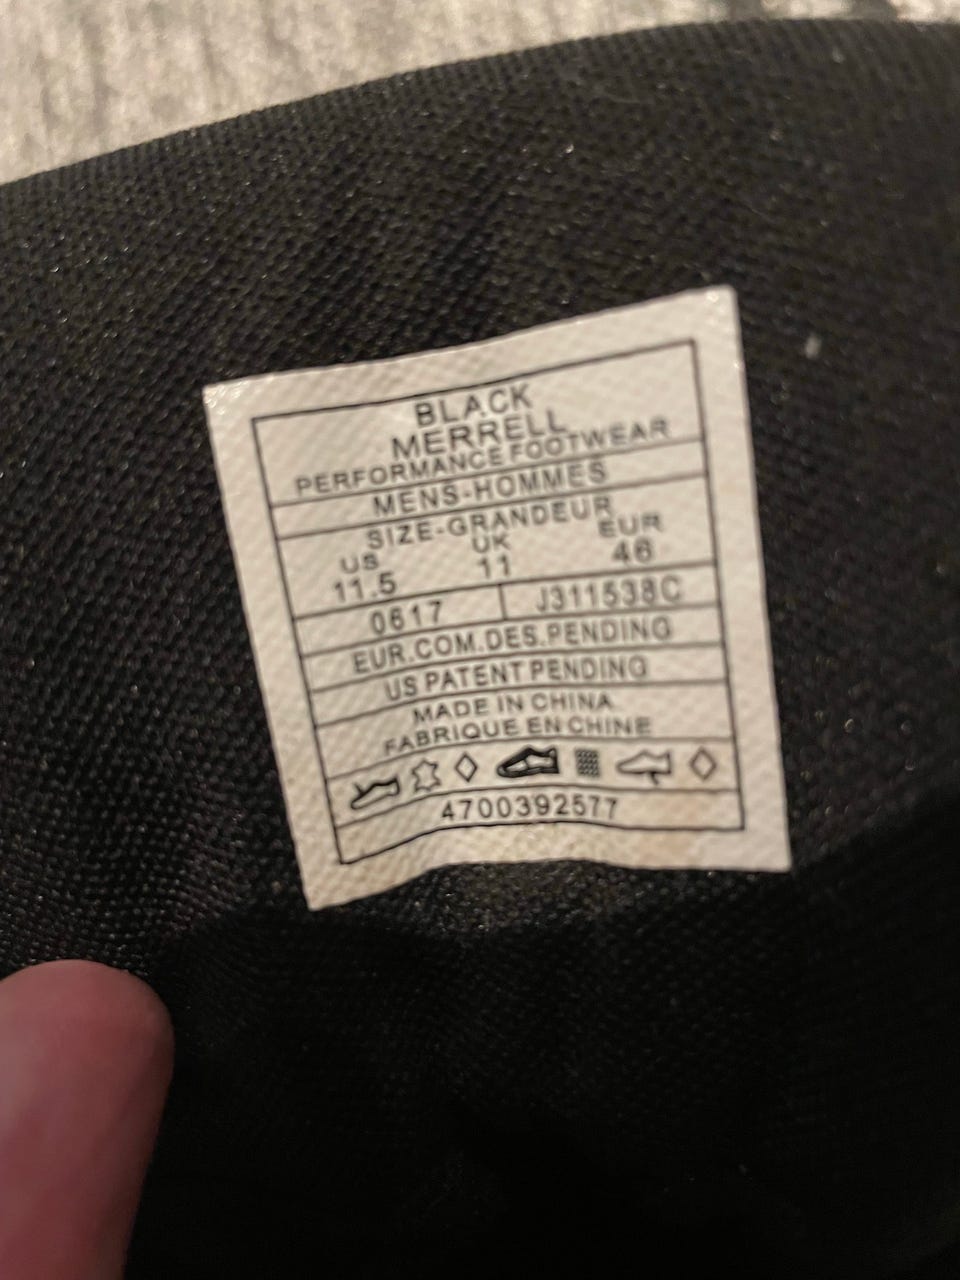 BLACK
MERRELL
PERFORMANCE FOOTWEAR
MENS-HOMMES
SIZE-GRANDEUR
US UK EUR
11.5 11 46
0617 J311538C
EUR.COM.DES.PENDING
US PATENT PENDING
MADE IN CHINA
FABRIQUE EN CHINE
4700392577